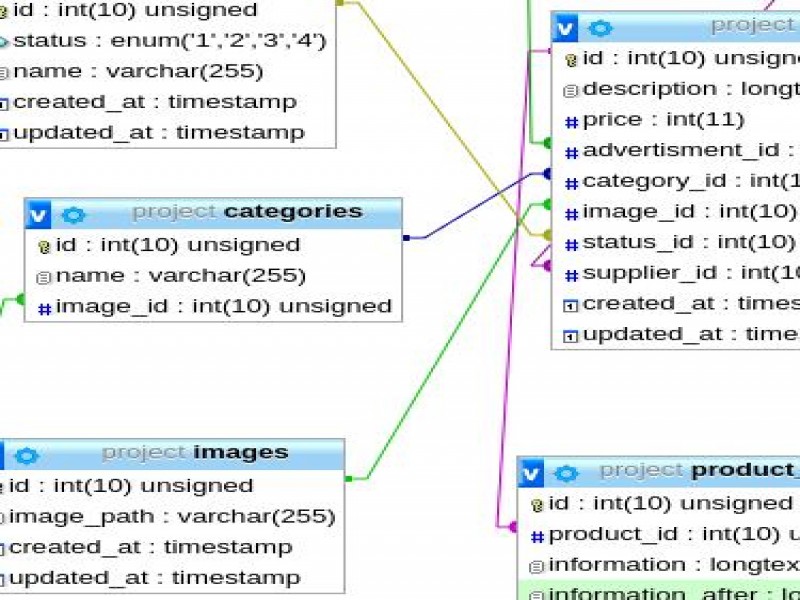 id : int(10) unsigned
status : enum('1','2','3','4')
name : varchar(255)
created_at : timestamp
updated_at : timestamp
v project categories
id : int(10) unsigned
name : varchar(255)
# image_id : int(10) unsigned
project images
id : int(10) unsigned
image_path : varchar(255)
created_at : timestamp
updated_at : timestamp
v project
id : int(10) unsign
description : longt
# price : int(11)
# advertisment_id :
# category_id : int(1
# image_id : int(10)
# status_id : int(10)
# supplier_id : int(10
created_at : times
updated_at : time
v project product_
id : int(10) unsigned
# product_id : int(10) u
information : longtex
information_after : lo